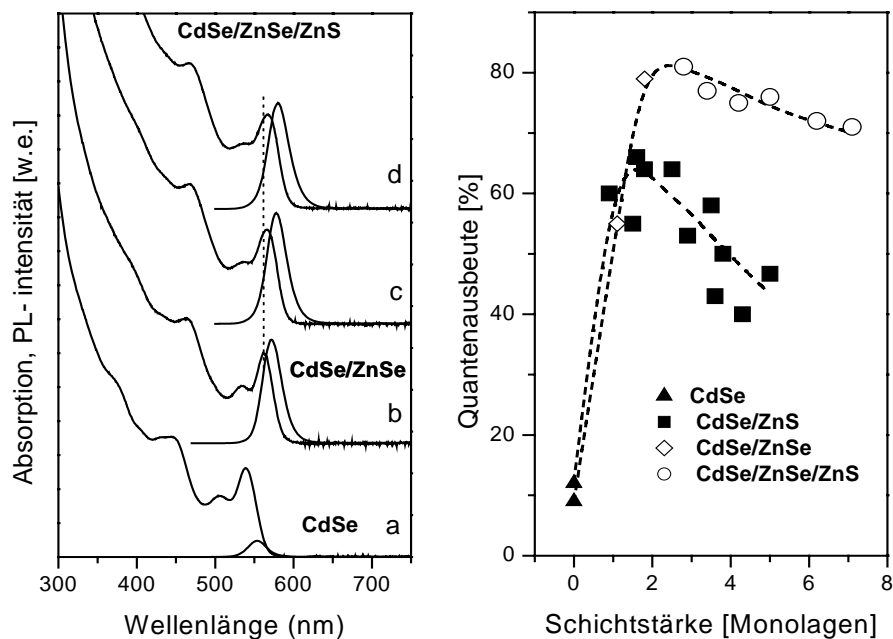 CdSe/ZnSe/ZnS
d
c
CdSe/ZnSe
b
CdSe
a
Absorption, PL- intensität [w.e.]
300
400
500
600
700
Wellenlänge (nm)
80
60
40
20
0
Quantenausbeute [%]
CdSe
CdSe/ZnS
CdSe/ZnSe
CdSe/ZnSe/ZnS
0
2
4
6
8
Schichtstärke [Monolagen]